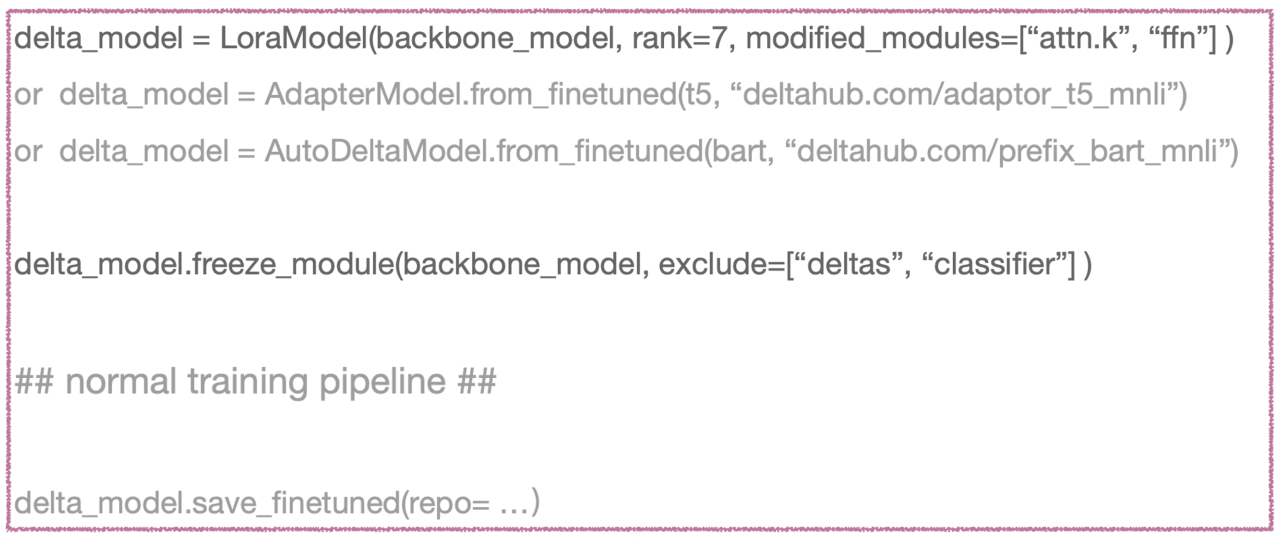 delta_model = LoraModel(backbone_model, rank=7, modified_modules=[“attn.k”, “ffn”] )
or delta_model = AdapterModel.from_finetuned(t5, “deltahub.com/adaptor_t5_mnli”)
or delta_model = AutoDeltaModel.from_finetuned(bart, “deltahub.com/prefix_bart_mnli”)
delta_model.freeze_module(backbone_model, exclude=[“deltas”, “classifier”] )
## normal training pipeline ##
delta_model.save_finetuned(repo= …)